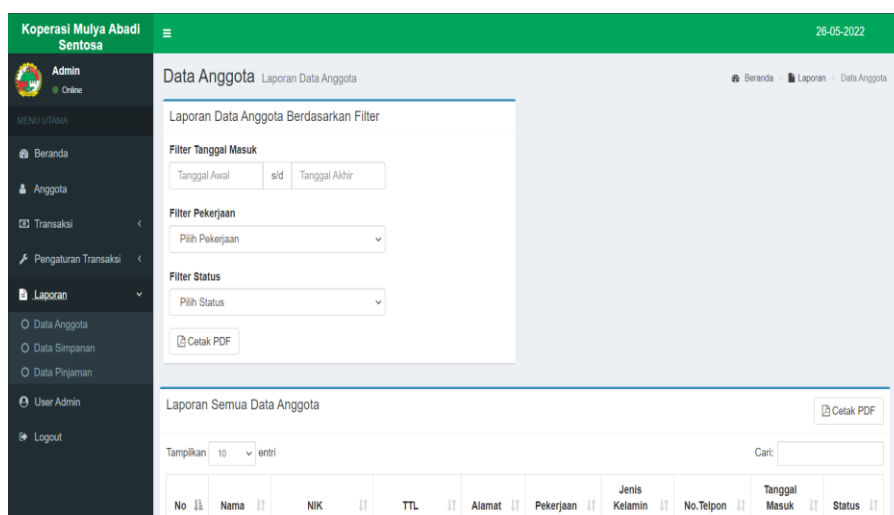 Koperasi Mulya Abadi
Sentosa
26-05-2022
Admin
Online
MENU UTAMA
Beranda
Anggota
Transaksi
Pengaturan Transaksi
Laporan
Data Anggota
Data Simpanan
Data Pinjaman
User Admin
Logout
Data Anggota Laporan Data Anggota
Beranda > Laporan > Data Anggota
Laporan Data Anggota Berdasarkan Filter
Filter Tanggal Masuk
Tanggal Awal s/d Tanggal Akhir
Filter Pekerjaan
Pilih Pekerjaan
Filter Status
Pilih Status
Cetak PDF
Laporan Semua Data Anggota
Cetak PDF
Tampilkan 10 entri
Cari:
No Nama NIK TTL Alamat Pekerjaan Jenis Kelamin No.Telpon Tanggal Masuk Status